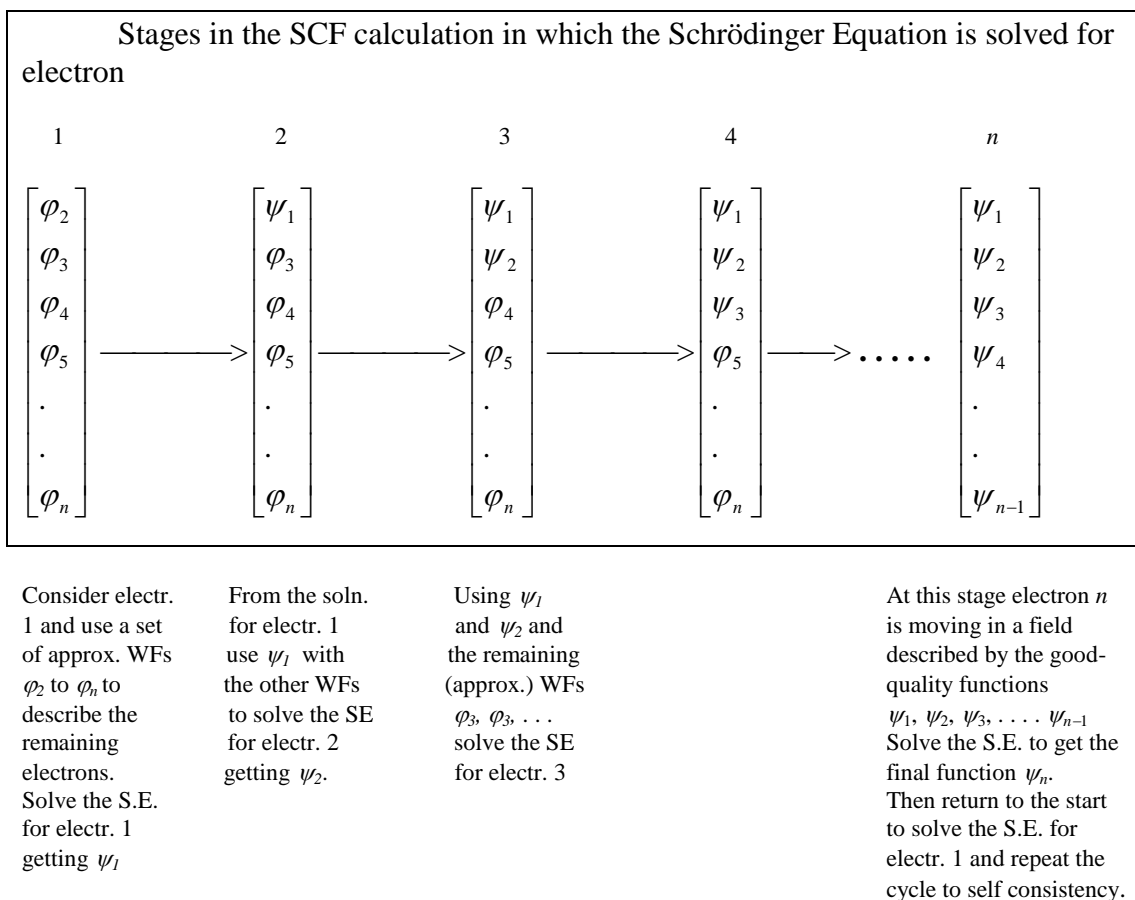 Stages in the SCF calculation in which the Schrödinger Equation is solved for
electron
1 2 3 4 n
φ2 ψ1 ψ1 ψ1 ψ1
φ3 φ3 ψ2 ψ2 ψ2
φ4 φ4 φ4 ψ3 ψ3
φ5 φ5 φ5 φ5 ..... ψ4
. . . . .
. . . . .
φn φn φn φn ψn−1
Consider electr.
1 and use a set
of approx. WFs
φ2 to φn to
describe the
remaining
electrons.
Solve the S.E.
for electr. 1
getting ψ1
From the soln.
for electr. 1
use ψ1 with
the other WFs
to solve the SE
for electr. 2
getting ψ2.
Using ψ1
and ψ2 and
the remaining
(approx.) WFs
φ3, φ3, . . .
solve the SE
for electr. 3
At this stage electron n
is moving in a field
described by the good-
quality functions
ψ1, ψ2, ψ3, . . . . ψn−1
Solve the S.E. to get the
final function ψn.
Then return to the start
to solve the S.E. for
electr. 1 and repeat the
cycle to self consistency.